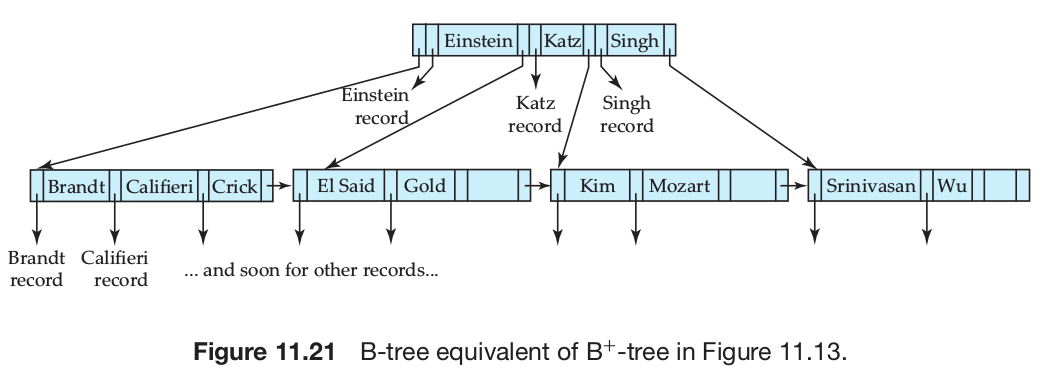 Einstein Katz Singh
Einstein
record
Katz
record
Singh
record
Brandt Califieri Crick El Said Gold Kim Mozart Srinivasan Wu
Brandt
record
Califieri
record
... and soon for other records...
Figure 11.21 B-tree equivalent of B+-tree in Figure 11.13.